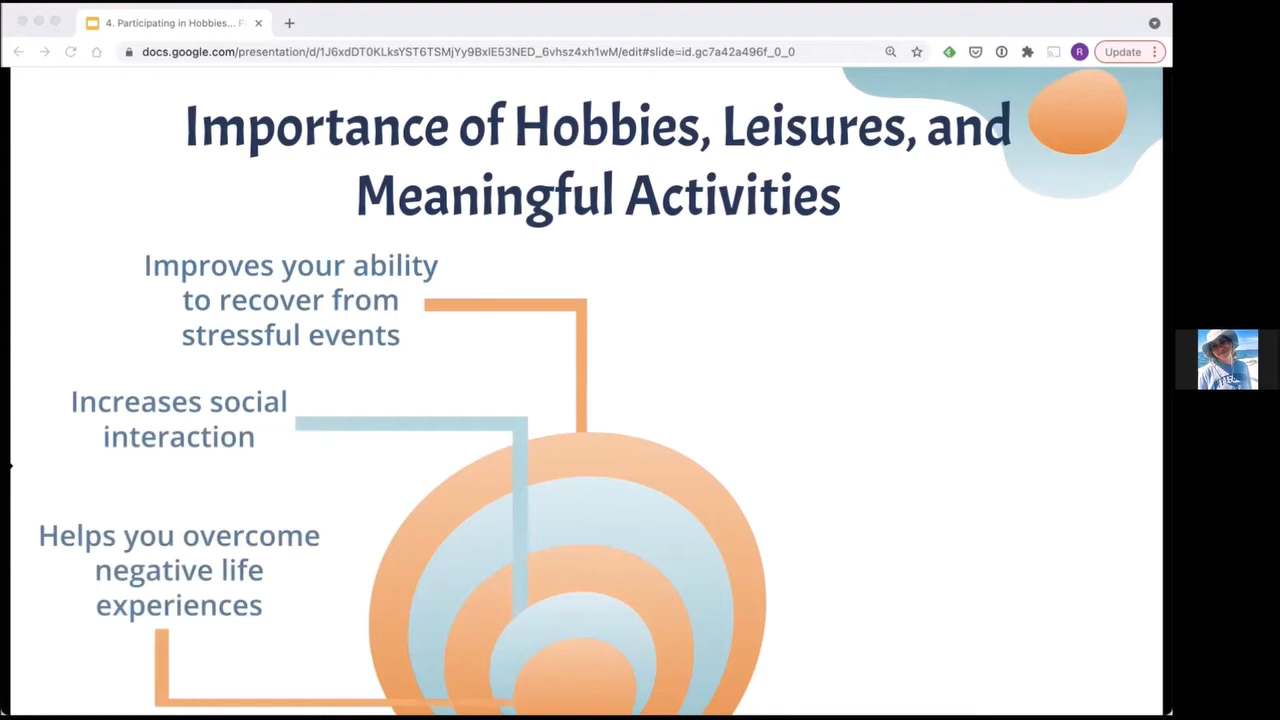 4. Participating in Hobbies...
docs.google.com/presentation/d/1J6xdDT0KLksYST6TSMjYy9BxIE53NED_6vhsz4xh1wM/edit#slide=id.gc7a42a496f_0_0
R
Update
Importance of Hobbies, Leisures, and
Meaningful Activities
Improves your ability
to recover from
stressful events
Increases social
interaction
Helps you overcome
negative life
experiences